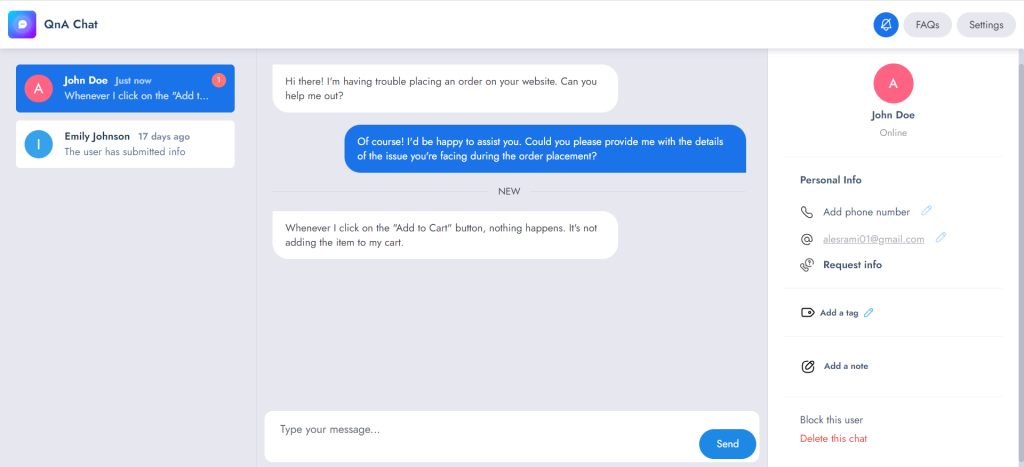 QnA Chat
FAQs
Settings
A
John Doe Just now
!
Whenever I click on the "Add t...
I
Emily Johnson 17 days ago
The user has submitted info
Hi there! I'm having trouble placing an order on your website. Can you
help me out?
Of course! I'd be happy to assist you. Could you please provide me with the details
of the issue you're facing during the order placement?
NEW
Whenever I click on the "Add to Cart" button, nothing happens. It's not
adding the item to my cart.
Type your message...
Send
A
John Doe
Online
Personal Info
Add phone number
alesrami01@gmail.com
Request info
Add a tag
Add a note
Block this user
Delete this chat